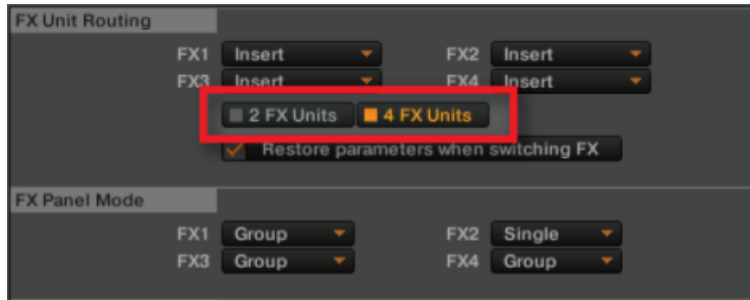 FX Unit Routing
FX1 Insert FX2 Insert
FX3 Insert FX4 Insert
2 FX Units 4 FX Units
Restore parameters when switching FX
FX Panel Mode
FX1 Group FX2 Single
FX3 Group FX4 Group